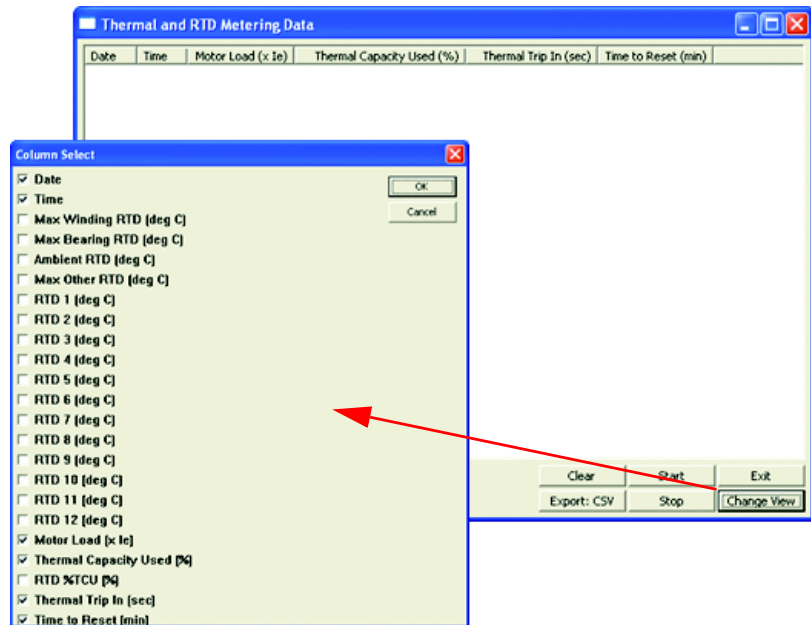 Thermal and RTD Metering Data
Date Time Motor Load (x Ie) Thermal Capacity Used (%) Thermal Trip In (sec) Time to Reset (min)
Column Select
Date
Time
Max Winding RTD (deg C)
Max Bearing RTD (deg C)
Ambient RTD (deg C)
Max Other RTD (deg C)
RTD 1 (deg C)
RTD 2 (deg C)
RTD 3 (deg C)
RTD 4 (deg C)
RTD 5 (deg C)
RTD 6 (deg C)
RTD 7 (deg C)
RTD 8 (deg C)
RTD 9 (deg C)
RTD 10 (deg C)
RTD 11 (deg C)
RTD 12 (deg C)
Motor Load (x Ie)
Thermal Capacity Used (%)
RTD %TCU (%)
Thermal Trip In (sec)
Time to Reset (min)
OK
Cancel
Clear Start Exit
Export: CSV Stop Change View